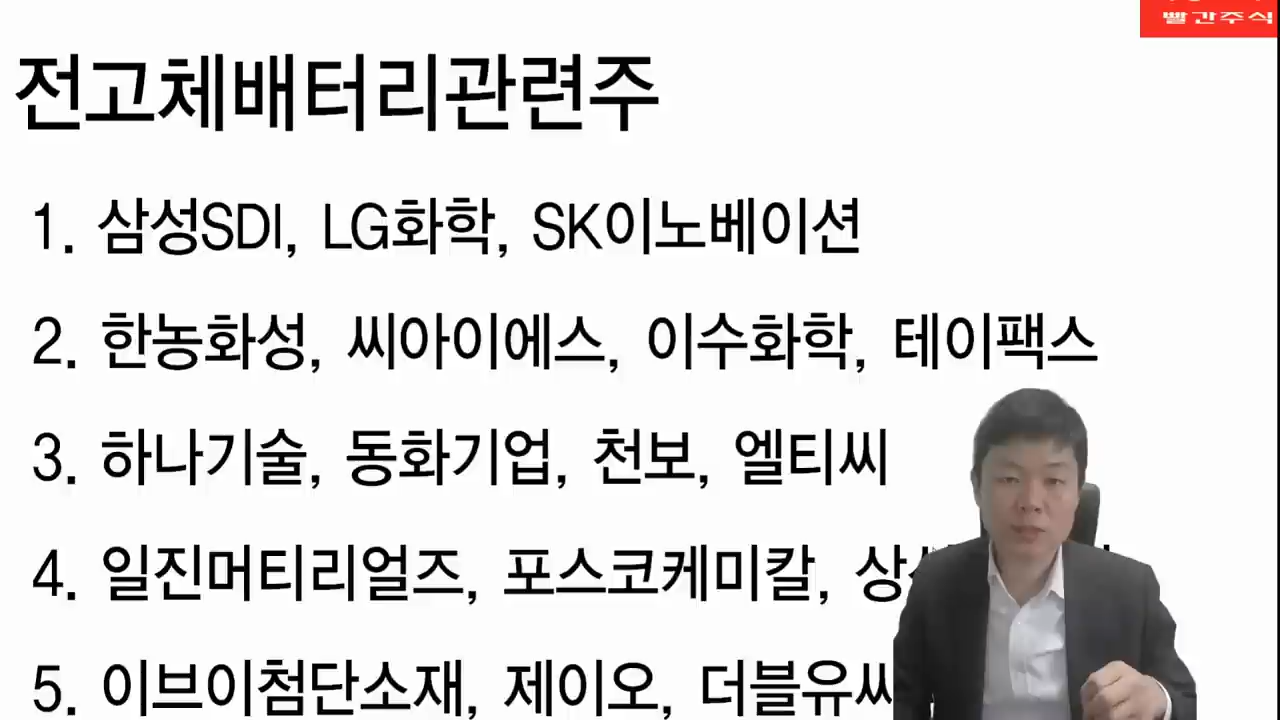 빨간주식
전고체배터리관련주
1. 삼성SDI, LG화학, SK이노베이션
2. 한농화성, 씨아이에스, 이수화학, 테이팩스
3. 하나기술, 동화기업, 천보, 엘티씨
4. 일진머티리얼즈, 포스코케미칼,
5. 이브이첨단소재, 제이오,